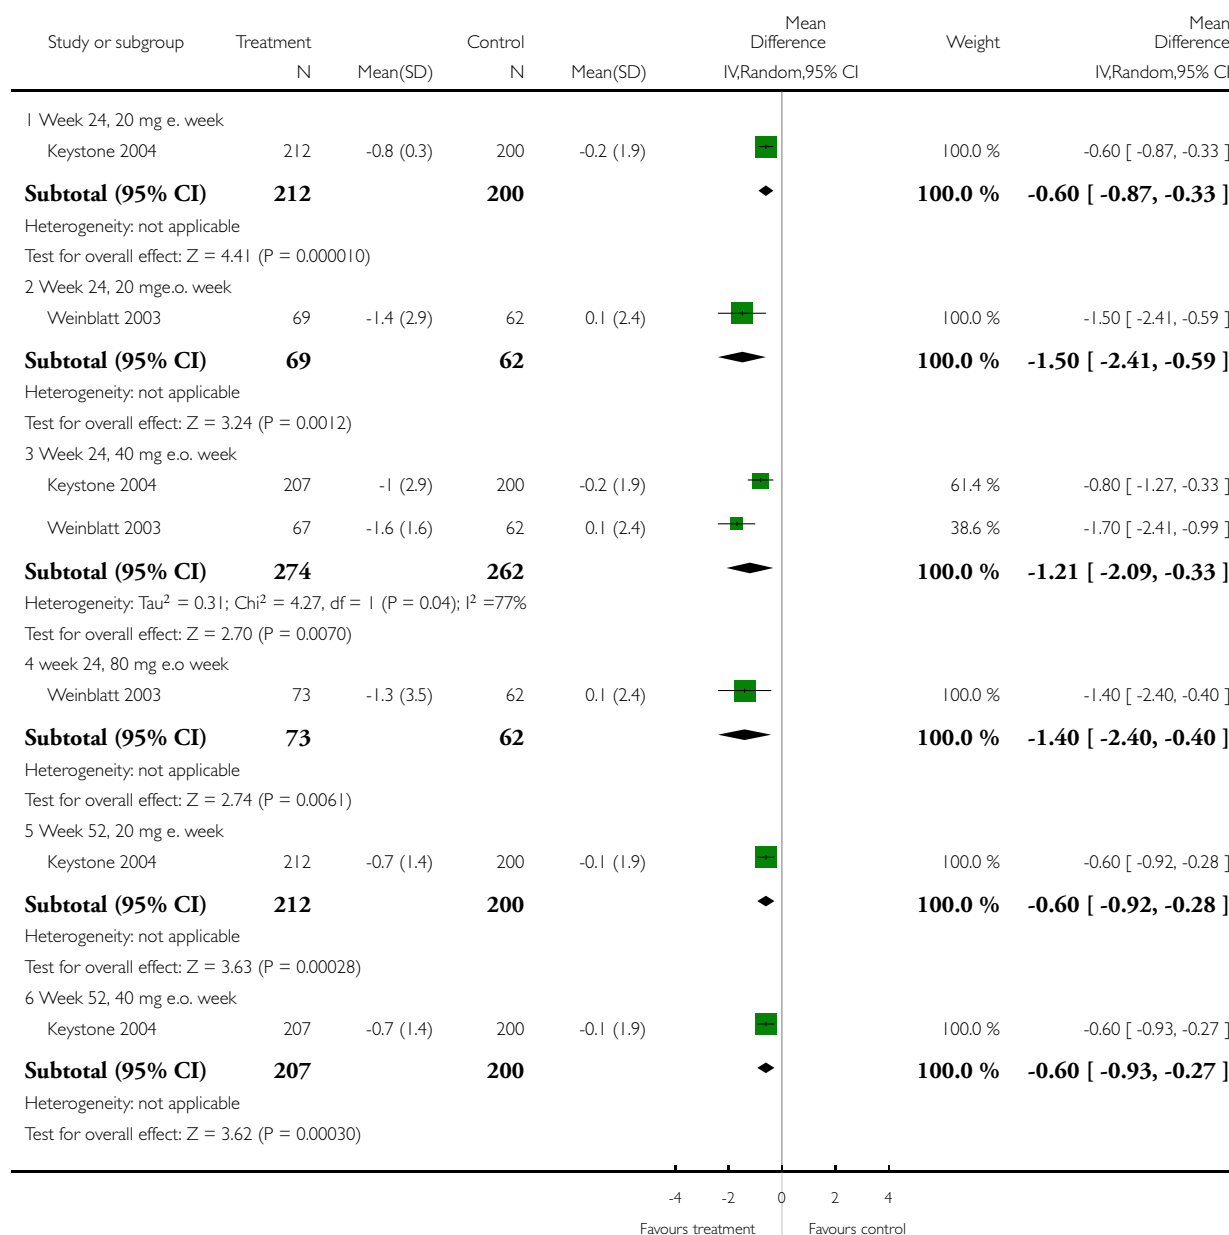 Mean Mean
Study or subgroup Treatment Control Difference Weight Difference
N Mean(SD) N Mean(SD) IV,Random,95% CI IV,Random,95% CI
1 Week 24, 20 mg e. week
Keystone 2004 212 -0.8 (0.3) 200 -0.2 (1.9) 100.0 % -0.60 [ -0.87, -0.33 ]
Subtotal (95% CI) 212 200 100.0 % -0.60 [ -0.87, -0.33 ]
Heterogeneity: not applicable
Test for overall effect: Z = 4.41 (P = 0.000010)
2 Week 24, 20 mge.o. week
Weinblatt 2003 69 -1.4 (2.9) 62 0.1 (2.4) 100.0 % -1.50 [ -2.41, -0.59 ]
Subtotal (95% CI) 69 62 100.0 % -1.50 [ -2.41, -0.59 ]
Heterogeneity: not applicable
Test for overall effect: Z = 3.24 (P = 0.0012)
3 Week 24, 40 mg e.o. week
Keystone 2004 207 -1 (2.9) 200 -0.2 (1.9) 61.4 % -0.80 [ -1.27, -0.33 ]
Weinblatt 2003 67 -1.6 (1.6) 62 0.1 (2.4) 38.6 % -1.70 [ -2.41, -0.99 ]
Subtotal (95% CI) 274 262 100.0 % -1.21 [ -2.09, -0.33 ]
Heterogeneity: Tau² = 0.31; Chi² = 4.27, df = 1 (P = 0.04); I² =77%
Test for overall effect: Z = 2.70 (P = 0.0070)
4 week 24, 80 mg e.o week
Weinblatt 2003 73 -1.3 (3.5) 62 0.1 (2.4) 100.0 % -1.40 [ -2.40, -0.40 ]
Subtotal (95% CI) 73 62 100.0 % -1.40 [ -2.40, -0.40 ]
Heterogeneity: not applicable
Test for overall effect: Z = 2.74 (P = 0.0061)
5 Week 52, 20 mg e. week
Keystone 2004 212 -0.7 (1.4) 200 -0.1 (1.9) 100.0 % -0.60 [ -0.92, -0.28 ]
Subtotal (95% CI) 212 200 100.0 % -0.60 [ -0.92, -0.28 ]
Heterogeneity: not applicable
Test for overall effect: Z = 3.63 (P = 0.00028)
6 Week 52, 40 mg e.o. week
Keystone 2004 207 -0.7 (1.4) 200 -0.1 (1.9) 100.0 % -0.60 [ -0.93, -0.27 ]
Subtotal (95% CI) 207 200 100.0 % -0.60 [ -0.93, -0.27 ]
Heterogeneity: not applicable
Test for overall effect: Z = 3.62 (P = 0.00030)
-4 -2 0 2 4
Favours treatment Favours control